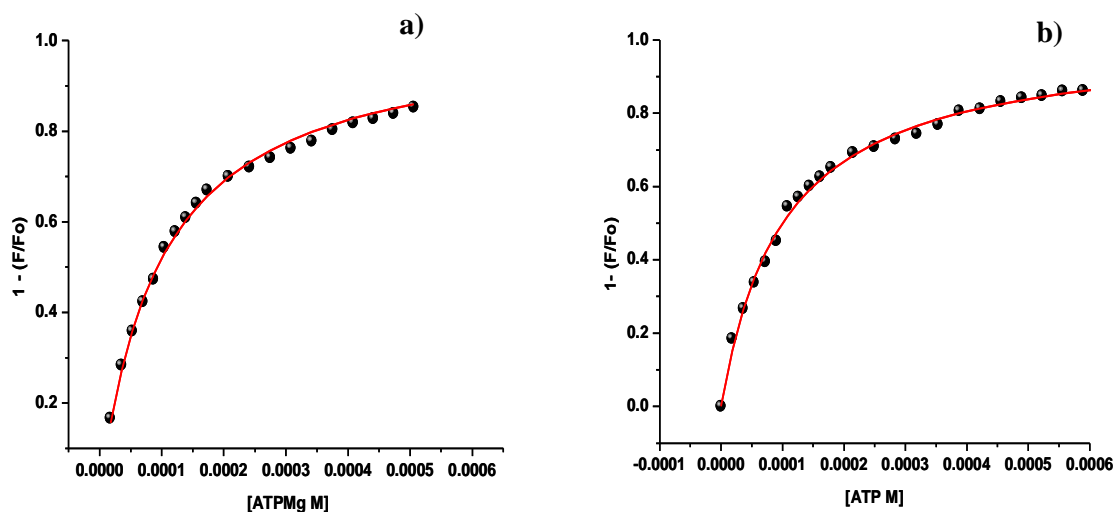 a)
1.0
0.8
0.6
0.4
0.2
1 - (F/Fo)
0.0000 0.0001 0.0002 0.0003 0.0004 0.0005 0.0006
[ATPMg M]
b)
1.0
0.8
0.6
0.4
0.2
0.0
1- (F/Fo)
-0.0001 0.0000 0.0001 0.0002 0.0003 0.0004 0.0005 0.0006
[ATP M]